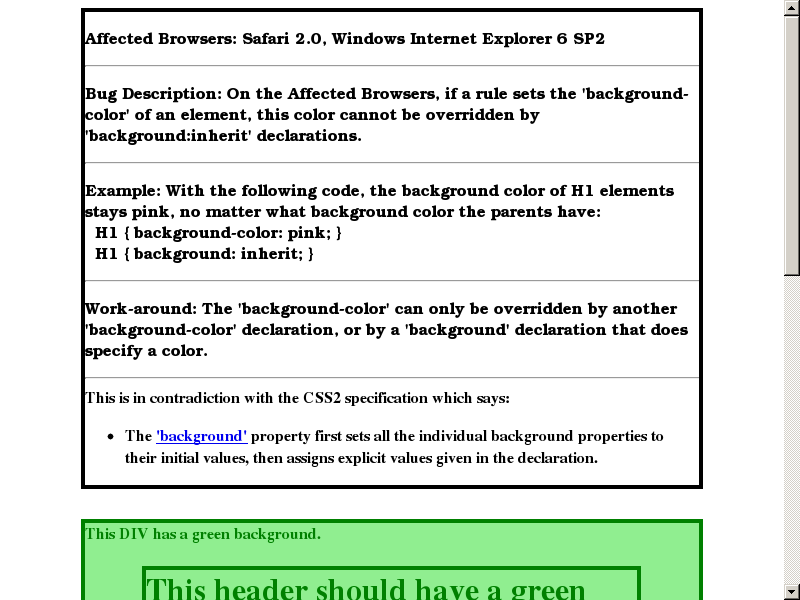 Affected Browsers: Safari 2.0, Windows Internet Explorer 6 SP2
Bug Description: On the Affected Browsers, if a rule sets the 'background-
color' of an element, this color cannot be overridden by
'background:inherit' declarations.
Example: With the following code, the background color of H1 elements
stays pink, no matter what background color the parents have:
H1 { background-color: pink; }
H1 { background: inherit; }
Work-around: The 'background-color' can only be overridden by another
'background-color' declaration, or by a 'background' declaration that does
specify a color.
This is in contradiction with the CSS2 specification which says:
• The 'background' property first sets all the individual background properties to
their initial values, then assigns explicit values given in the declaration.
This DIV has a green background.
This header should have a green